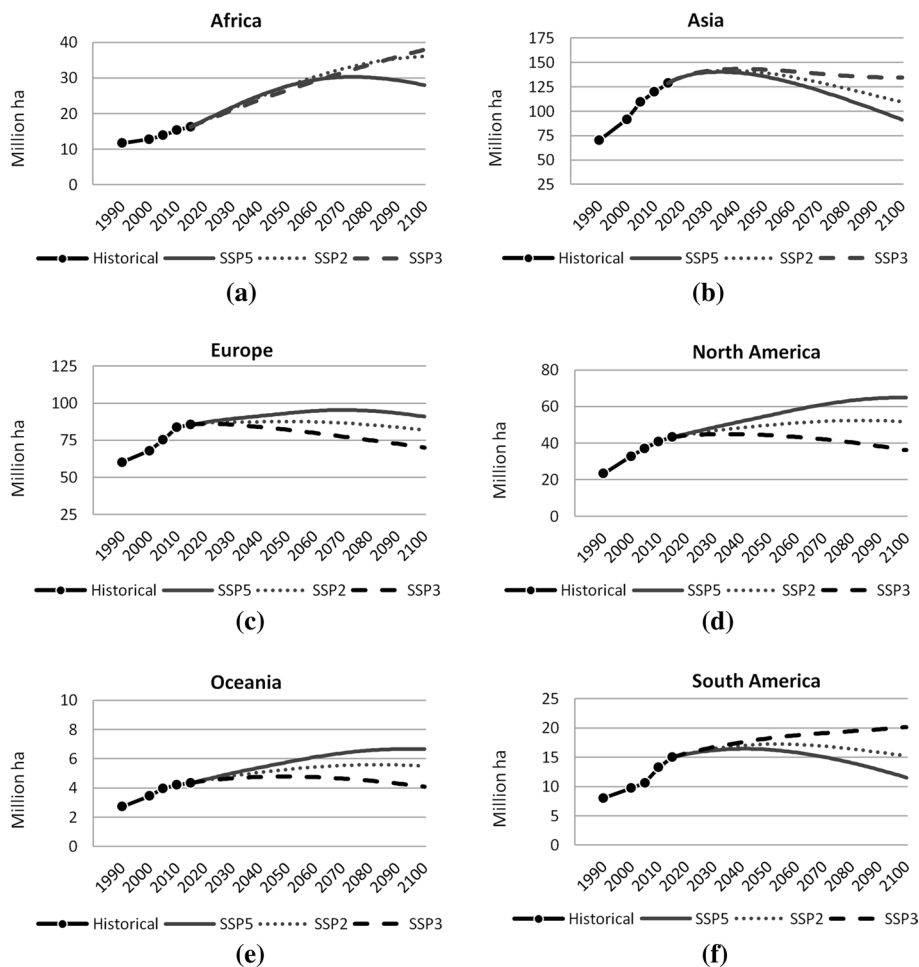 Africa
Million ha
40
30
20
10
0
1990 2000 2010 2020 2030 2040 2050 2060 2070 2080 2090 2100
Historical SSP5 SSP2 SSP3
(a)
Asia
Million ha
175
150
125
100
75
50
25
1990 2000 2010 2020 2030 2040 2050 2060 2070 2080 2090 2100
Historical SSP5 SSP2 SSP3
(b)
Europe
Million ha
125
100
75
50
25
1990 2000 2010 2020 2030 2040 2050 2060 2070 2080 2090 2100
Historical SSP5 SSP2 SSP3
(c)
North America
Million ha
80
60
40
20
0
1990 2000 2010 2020 2030 2040 2050 2060 2070 2080 2090 2100
Historical SSP5 SSP2 SSP3
(d)
Oceania
Million ha
10
8
6
4
2
0
1990 2000 2010 2020 2030 2040 2050 2060 2070 2080 2090 2100
Historical SSP5 SSP2 SSP3
(e)
South America
Million ha
25
20
15
10
5
0
1990 2000 2010 2020 2030 2040 2050 2060 2070 2080 2090 2100
Historical SSP5 SSP2 SSP3
(f)